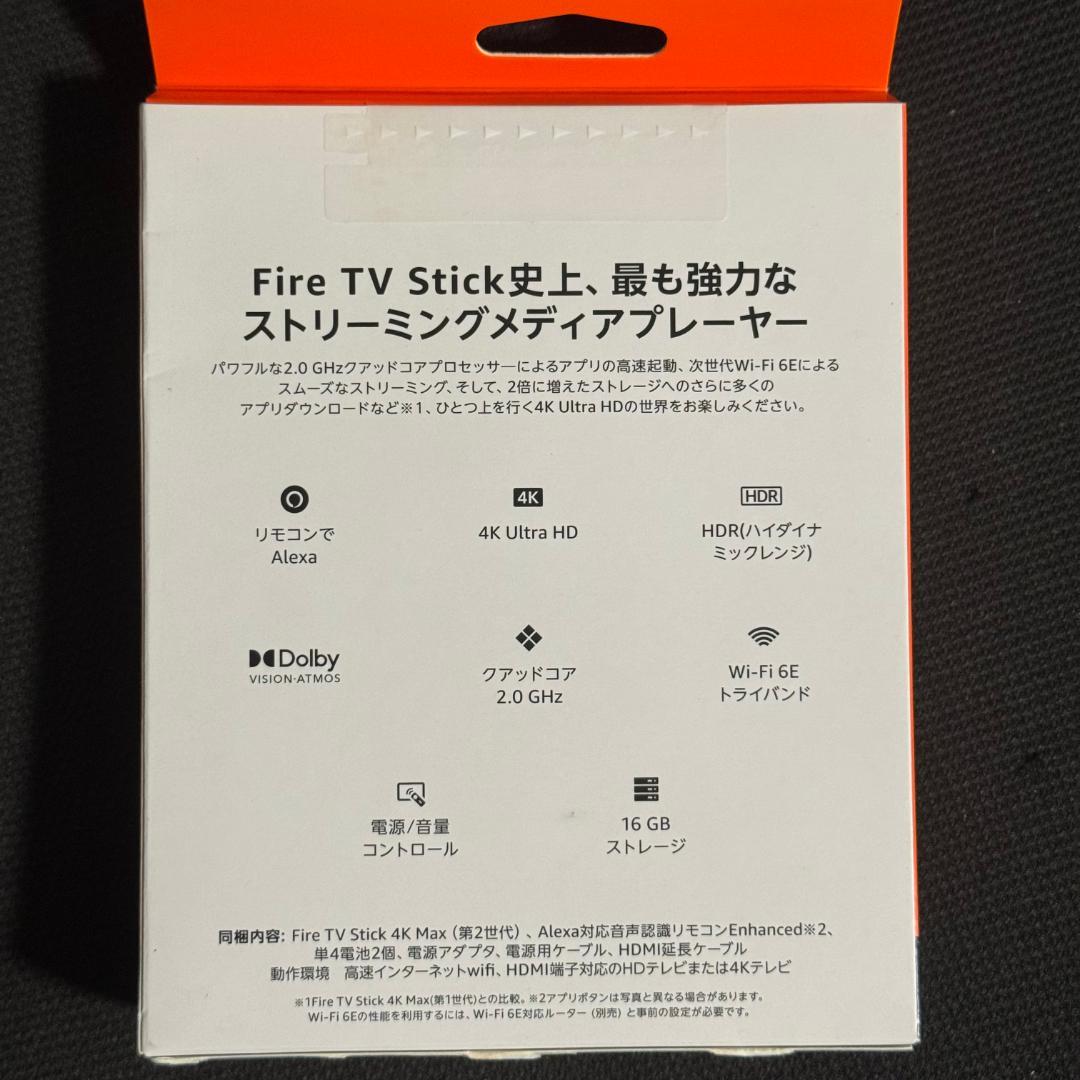 Fire TV Stick史上、最も強力な
ストリーミングメディアプレーヤー
パワフルな2.0 GHzクアッドコアプロセッサーによるアプリの高速起動、次世代Wi-Fi 6Eによる
スムーズなストリーミング、そして、2倍に増えたストレージへのさらに多くの
アプリダウンロードなど※1、ひとつ上を行く4K Ultra HDの世界をお楽しみください。
リモコンで
Alexa
4K
4K Ultra HD
HDR
HDR(ハイダイナ
ミックレンジ)
Dolby
VISION·ATMOS
クアッドコア
2.0 GHz
Wi-Fi 6E
トライバンド
電源/音量
コントロール
16 GB
ストレージ
同梱内容: Fire TV Stick 4K Max（第2世代）、Alexa対応音声認識リモコンEnhanced※2、
単4電池2個、電源アダプタ、電源用ケーブル、HDMI延長ケーブル
動作環境　高速インターネットwifi、HDMI端子対応のHDテレビまたは4Kテレビ
※1Fire TV Stick 4K Max(第1世代)との比較。※2アプリボタンは写真と異なる場合があります。
Wi-Fi 6Eの性能を利用するには、Wi-Fi 6E対応ルーター（別売）と事前の設定が必要です。